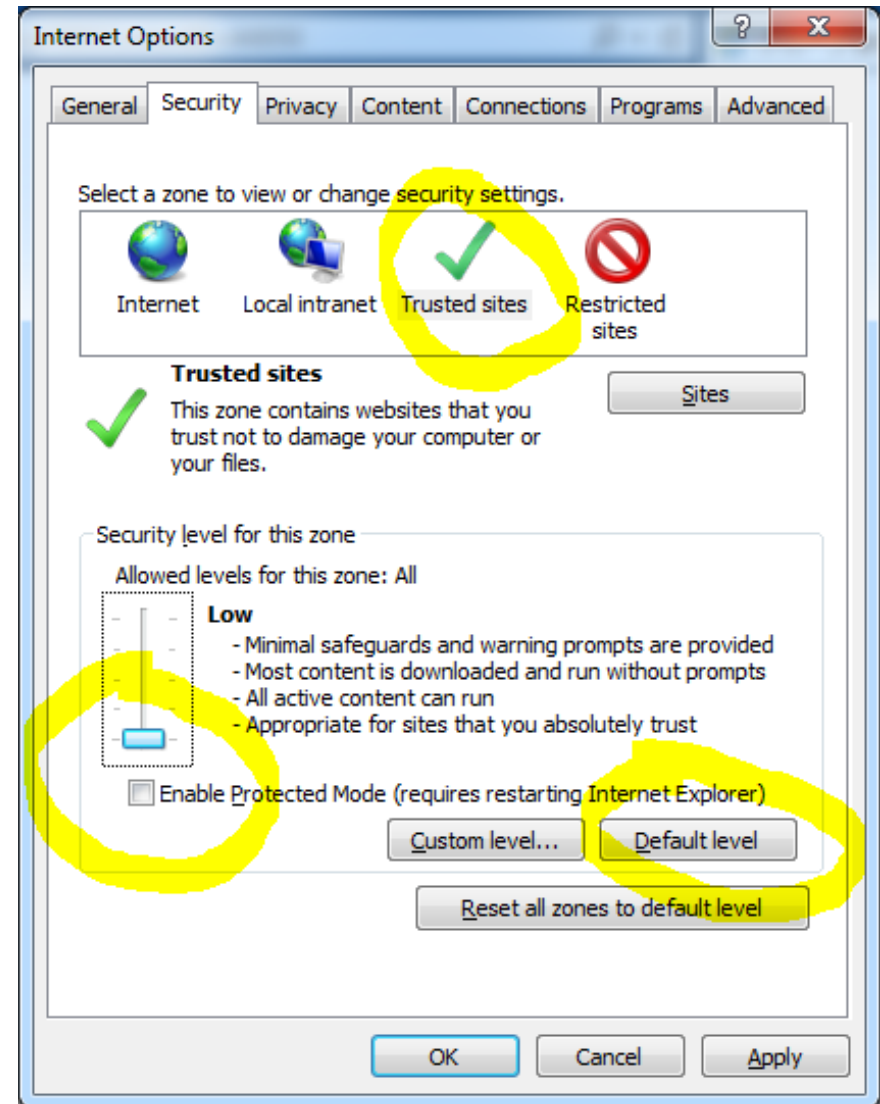 Internet Options
? X
General Security Privacy Content Connections Programs Advanced
Select a zone to view or change security settings.
Internet Local intranet Trusted sites Restricted
sites
Trusted sites
This zone contains websites that you
trust not to damage your computer or
your files.
Sites
Security level for this zone
Allowed levels for this zone: All
Low
- Minimal safeguards and warning prompts are provided
- Most content is downloaded and run without prompts
- All active content can run
- Appropriate for sites that you absolutely trust
Enable Protected Mode (requires restarting Internet Explorer)
Custom level... Default level
Reset all zones to default level
OK Cancel Apply